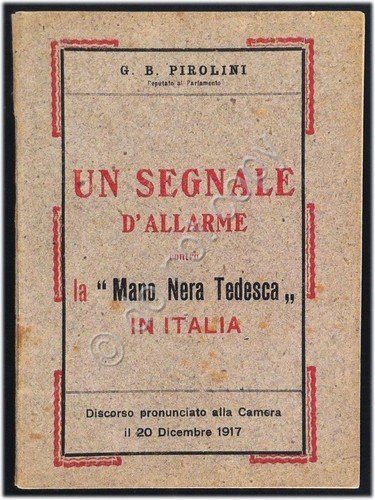 G. B. PIROLINI
Deputato al Parlamento
UN SEGNALE
D'ALLARME
contro
la " Mano Nera Tedesca „
IN ITALIA
Discorso pronunciato alla Camera
il 20 Dicembre 1917